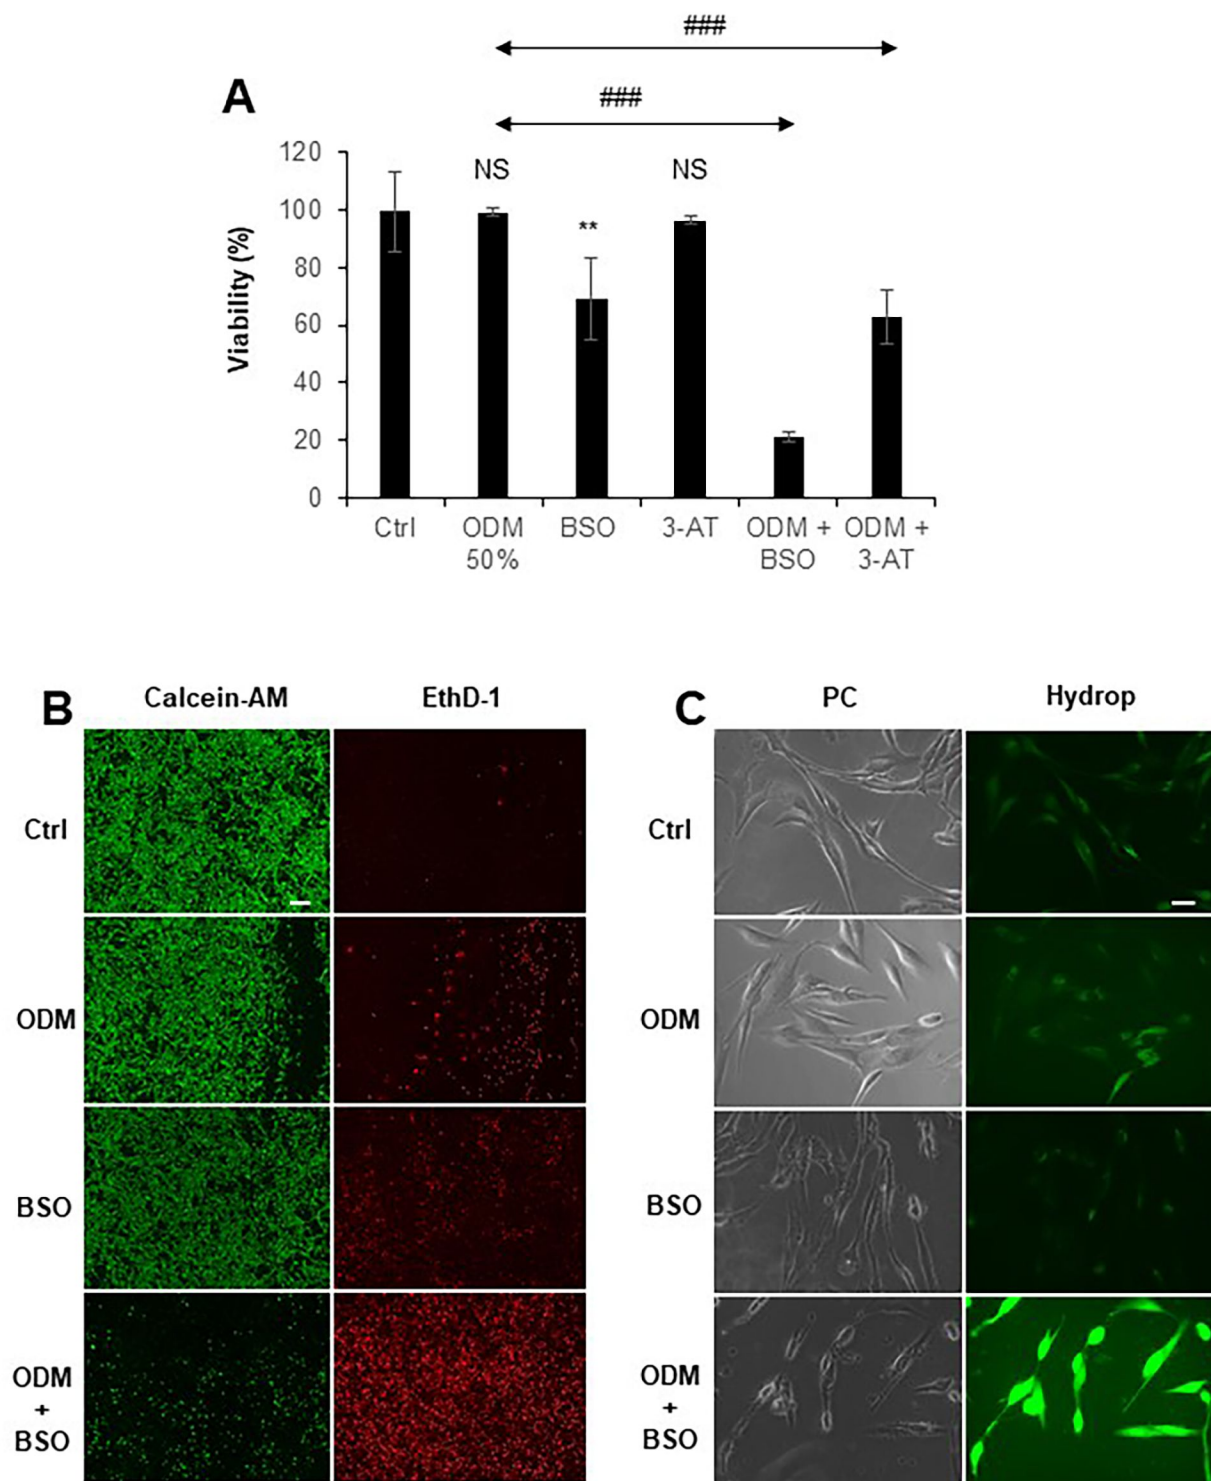 ###
A
###
120
NS
NS
100
**
80
60
40
20
0
Viability (%)
Ctrl
ODM
50%
BSO
3-AT
ODM +
BSO
ODM +
3-AT
B
Calcein-AM
EthD-1
Ctrl
ODM
BSO
ODM
+
BSO
C
PC
Hydrop
Ctrl
ODM
BSO
ODM
+
BSO